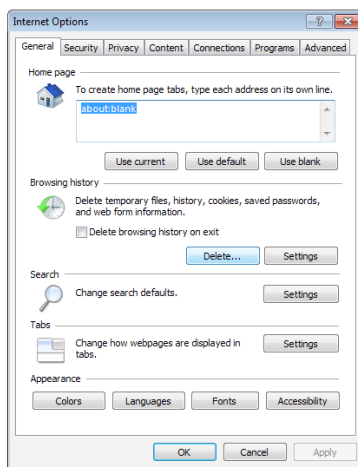 Internet Options
General Security Privacy Content Connections Programs Advanced
Home page
To create home page tabs, type each address on its own line.
about:blank
Use current Use default Use blank
Browsing history
Delete temporary files, history, cookies, saved passwords,
and web form information.
Delete browsing history on exit
Delete... Settings
Search
Change search defaults. Settings
Tabs
Change how webpages are displayed in
tabs.
Settings
Appearance
Colors Languages Fonts Accessibility
OK Cancel Apply